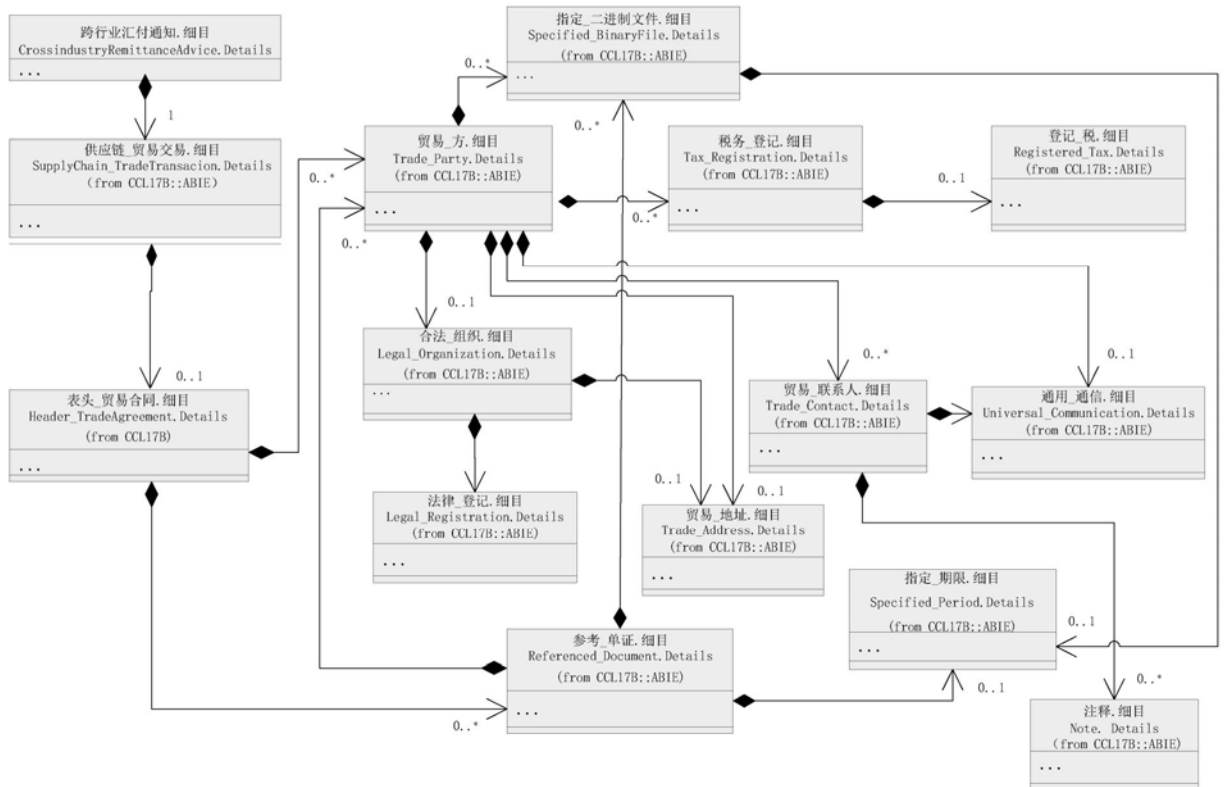 跨行业汇付通知.细目
CrossindustryRemittanceAdvice.Details
...
1
供应链_贸易交易.细目
SupplyChain_TradeTransacion.Details
(from CCL17B::ABIE)
...
0..1
表头_贸易合同.细目
Header_TradeAgreement.Details
(from CCL17B)
...
指定_二进制文件.细目
Specified_BinaryFile.Details
(from CCL17B::ABIE)
...
0..*
0..*
贸易_方.细目
Trade_Party.Details
(from CCL17B::ABIE)
...
0..*
0..*
税务_登记.细目
Tax_Registration.Details
(from CCL17B::ABIE)
...
0..*
登记_税.细目
Registered_Tax.Details
(from CCL17B::ABIE)
...
0..1
0..1
合法_组织.细目
Legal_Organization.Details
(from CCL17B::ABIE)
...
法律_登记.细目
Legal_Registration.Details
(from CCL17B::ABIE)
...
0..*
贸易_联系人.细目
Trade_Contact.Details
(from CCL17B::ABIE)
...
0..1
通用_通信.细目
Universal_Communication.Details
(from CCL17B::ABIE)
...
0..1
0..1
贸易_地址.细目
Trade_Address.Details
(from CCL17B::ABIE)
...
指定_期限.细目
Specified_Period.Details
(from CCL17B::ABIE)
...
0..1
0..1
参考_单证.细目
Referenced_Document.Details
(from CCL17B::ABIE)
...
0..*
0..*
注释.细目
Note. Details
(from CCL17B::ABIE)
...